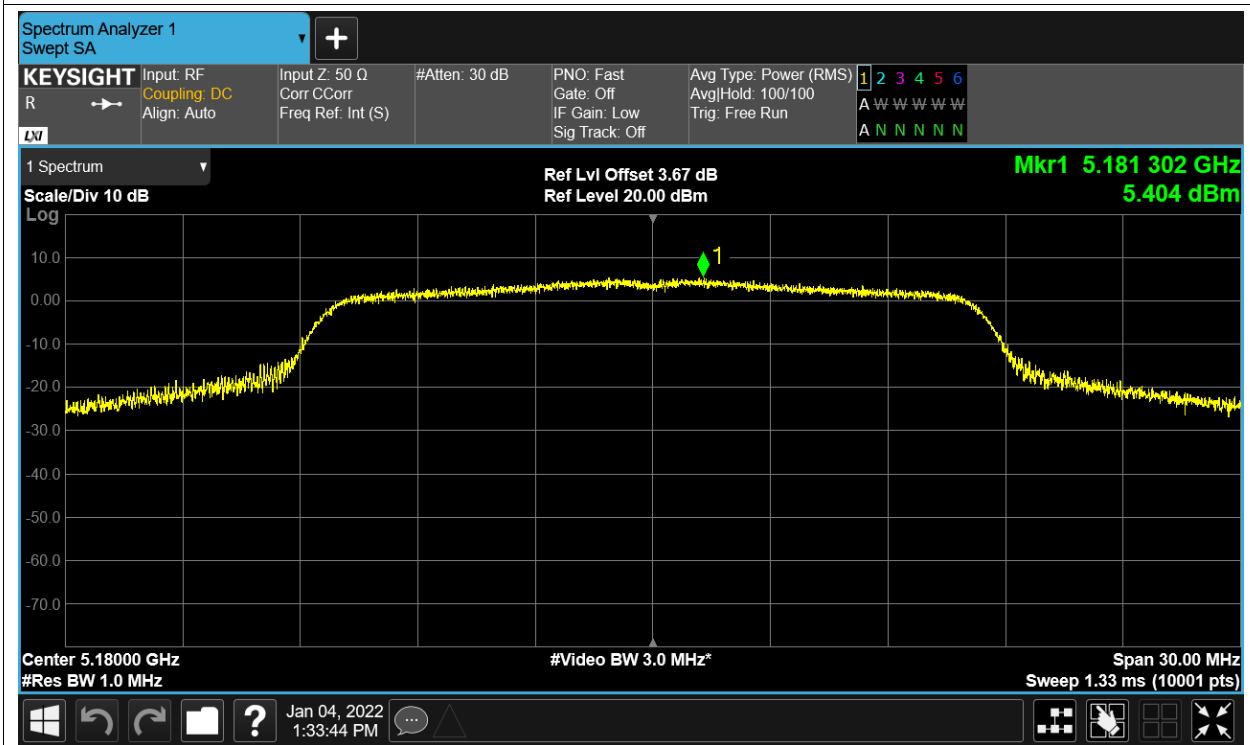 Spectrum Analyzer 1
Swept SA
+
KEYSIGHT
R
LXI
Input: RF
Coupling: DC
Align: Auto
Input Z: 50 Ω
Corr CCorr
Freq Ref: Int (S)
#Atten: 30 dB
PNO: Fast
Gate: Off
IF Gain: Low
Sig Track: Off
Avg Type: Power (RMS)
Avg|Hold: 100/100
Trig: Free Run
1 2 3 4 5 6
A W W W W W
A N N N N N
1 Spectrum
Scale/Div 10 dB
Log
Ref Lvl Offset 3.67 dB
Ref Level 20.00 dBm
Mkr1 5.181 302 GHz
5.404 dBm
1
10.0
0.00
-10.0
-20.0
-30.0
-40.0
-50.0
-60.0
-70.0
Center 5.18000 GHz
#Res BW 1.0 MHz
#Video BW 3.0 MHz*
Span 30.00 MHz
Sweep 1.33 ms (10001 pts)
?
Jan 04, 2022
1:33:44 PM